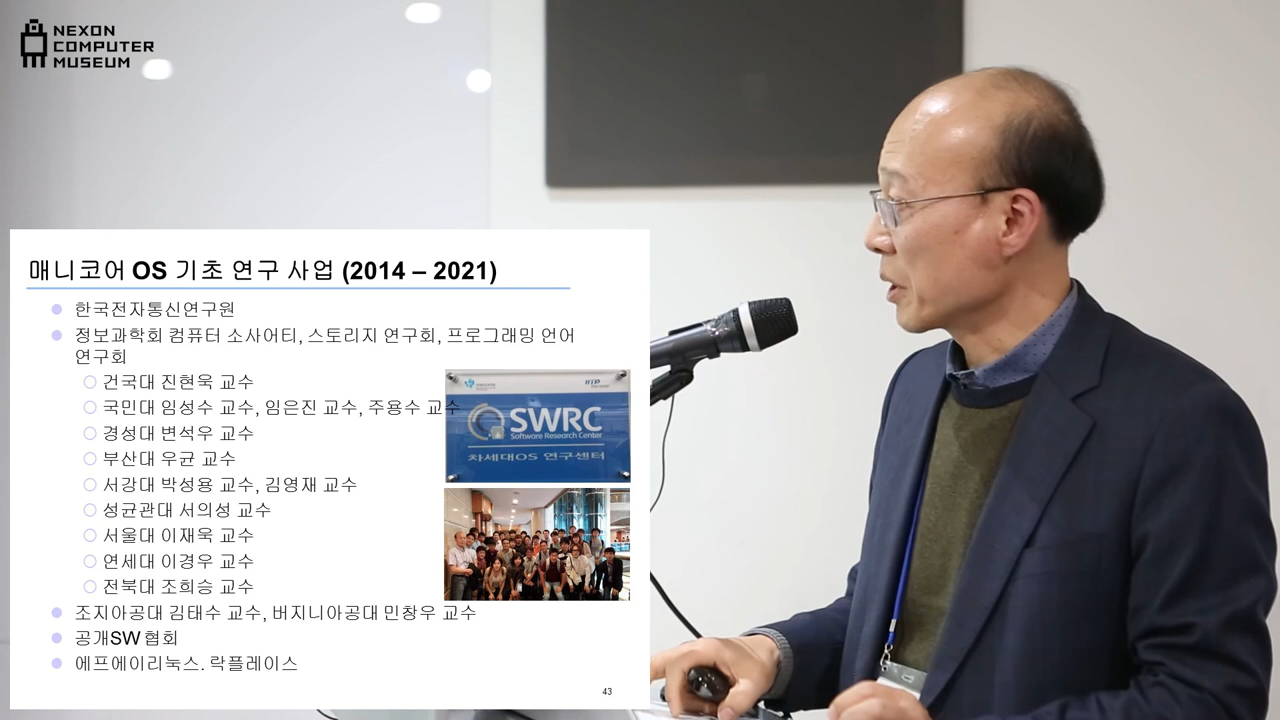 NEXON
COMPUTER
MUSEUM
매니코어 OS 기초 연구 사업 (2014 – 2021)
한국전자통신연구원
정보과학회 컴퓨터 소사어티, 스토리지 연구회, 프로그래밍 언어
연구회
건국대 진현욱 교수
국민대 임성수 교수, 임은진 교수, 주용수 교수
경성대 변석우 교수
부산대 우균 교수
서강대 박성용 교수, 김영재 교수
성균관대 서의성 교수
서울대 이재욱 교수
연세대 이경우 교수
전북대 조희승 교수
조지아공대 김태수 교수, 버지니아공대 민창우 교수
공개SW 협회
에프에이리눅스. 락플레이스
IITP
SWRC
Software Research Center
차세대OS 연구센터
43